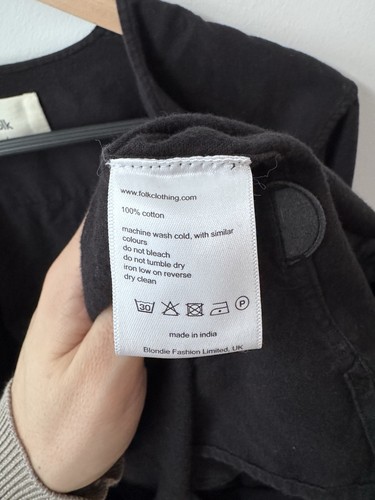 lk
www.folkclothing.com
100% cotton
machine wash cold, with similar
colours
do not bleach
do not tumble dry
iron low on reverse
dry clean
30 P
made in india
Blondie Fashion Limited, UK